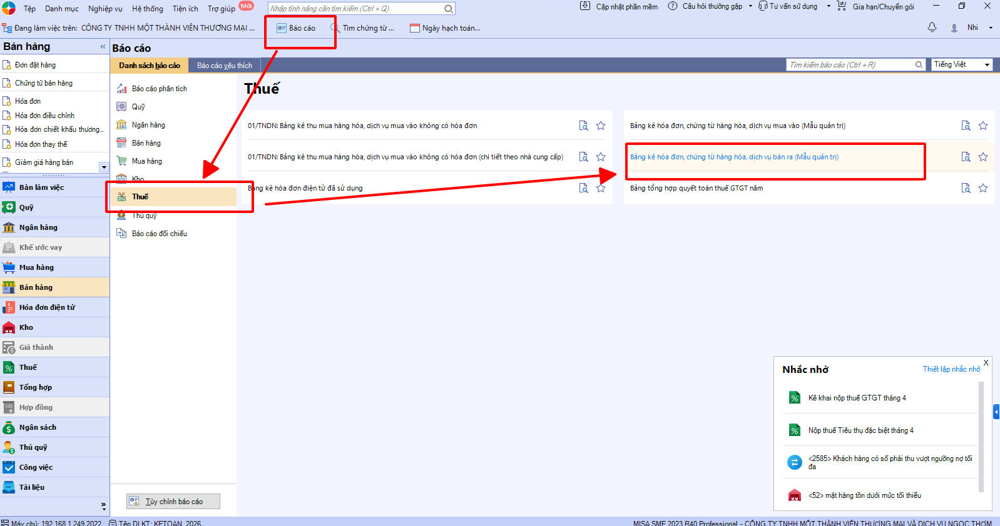 Tệp Danh mục Nghiệp vụ Hệ thống Tiện ích Trợ giúp Mới
Nhập tính năng cần tìm kiếm (Ctrl + Q)
Cập nhật phần mềm Câu hỏi thường gặp Tư vấn sử dụng Gia hạn/Chuyển gói
Đang làm việc trên: CÔNG TY TNHH MỘT THÀNH VIÊN THƯƠNG MẠI ...
Báo cáo Tìm chứng từ ... Ngày hạch toán...
Nhi
Bán hàng
Đơn đặt hàng
Chứng từ bán hàng
Hóa đơn
Hóa đơn điều chỉnh
Hóa đơn chiết khấu thương...
Hóa đơn thay thế
Giảm giá hàng bán
Bàn làm việc
Quỹ
Ngân hàng
Khế ước vay
Mua hàng
Bán hàng
Hóa đơn điện tử
Kho
Giá thành
Thuế
Tổng hợp
Hợp đồng
Ngân sách
Thủ quỹ
Công việc
Tài liệu
Báo cáo
Danh sách báo cáo Báo cáo yêu thích
Tìm kiếm báo cáo (Ctrl + R)
Tiếng Việt
Báo cáo phân tích
Quỹ
Ngân hàng
Bán hàng
Mua hàng
Kho
Thuế
Thủ quỹ
Báo cáo đối chiếu
Tùy chỉnh báo cáo
Thuế
01/TNDN: Bảng kê thu mua hàng hóa, dịch vụ mua vào không có hóa đơn
Bảng kê hóa đơn, chứng từ hàng hóa, dịch vụ mua vào (Mẫu quản trị)
01/TNDN: Bảng kê thu mua hàng hóa, dịch vụ mua vào không có hóa đơn (chi tiết theo nhà cung cấp)
Bảng kê hóa đơn, chứng từ hàng hóa, dịch vụ bán ra (Mẫu quản trị)
Bảng kê hóa đơn điện tử đã sử dụng
Bảng tổng hợp quyết toán thuế GTGT năm
Nhắc nhở
Thiết lập nhắc nhở
X
Kê khai nộp thuế GTGT tháng 4
Nộp thuế Tiêu thụ đặc biệt tháng 4
<2585> Khách hàng có số phải thu vượt ngưỡng nợ tối
đa
<52> mặt hàng tồn dưới mức tối thiểu
Máy chủ: 192.168.1.249,2022 Tên DLKT: KETOAN_2026
MISA SME 2023 R40 Professional - CÔNG TY TNHH MỘT THÀNH VIÊN THƯƠNG MẠI VÀ DỊCH VỤ NGỌC THƠM